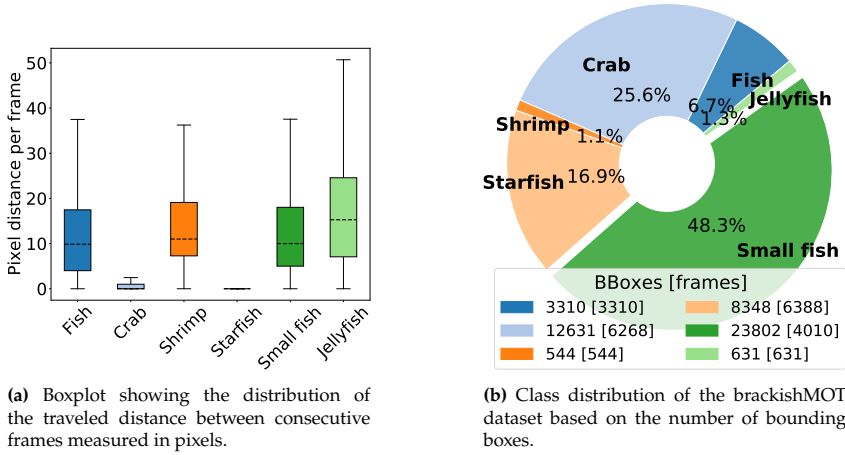 Pixel distance per frame
50
40
30
20
10
0
Fish
Crab
Shrimp
Starfish
Small fish
Jellyfish
(a) Boxplot showing the distribution of
the traveled distance between consecutive
frames measured in pixels.
Crab
25.6%
Fish
6.7%
Jellyfish
1.3%
Shrimp
1.1%
Starfish
16.9%
48.3%
Small fish
BBoxes [frames]
3310 [3310]
12631 [6268]
544 [544]
8348 [6388]
23802 [4010]
631 [631]
(b) Class distribution of the brackishMOT
dataset based on the number of bounding
boxes.